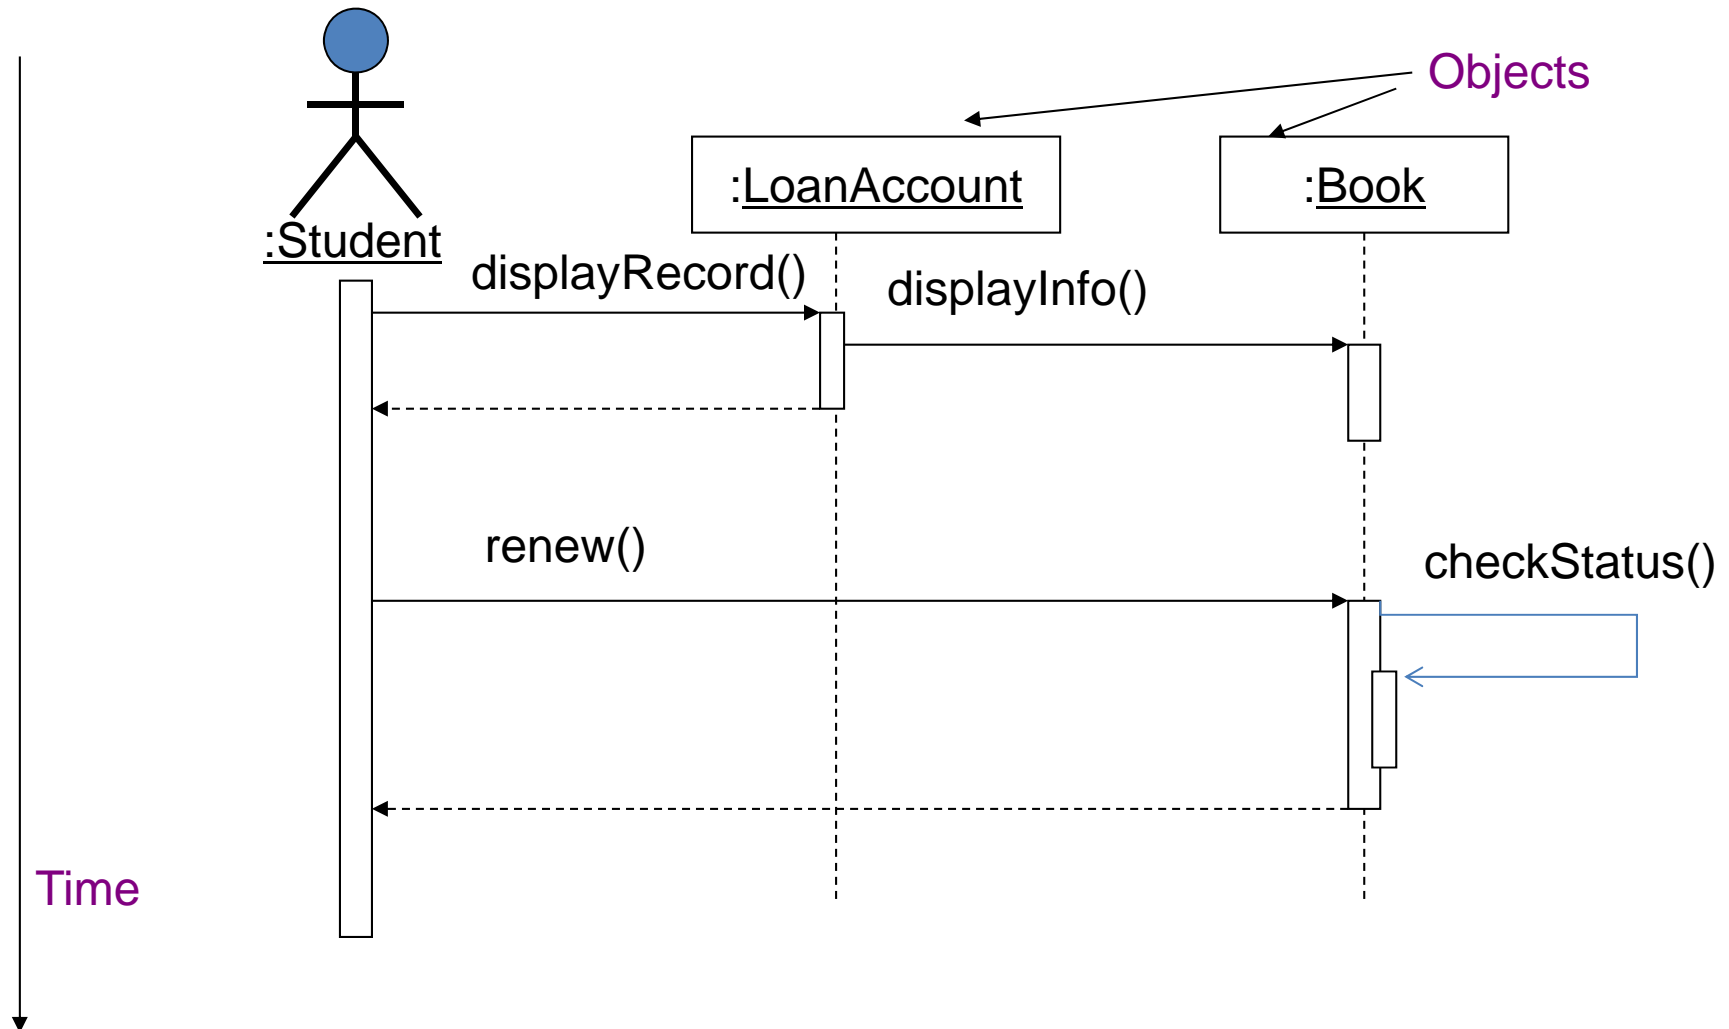 Objects
:LoanAccount
:Book
:Student
displayRecord()
displayInfo()
renew()
checkStatus()
Time